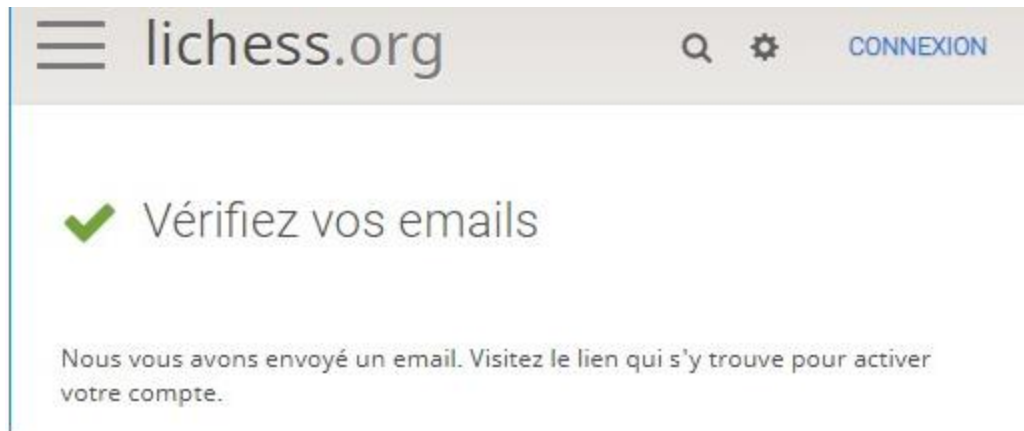 lichess.org CONNEXION
Vérifiez vos emails
Nous vous avons envoyé un email. Visitez le lien qui s'y trouve pour activer
votre compte.